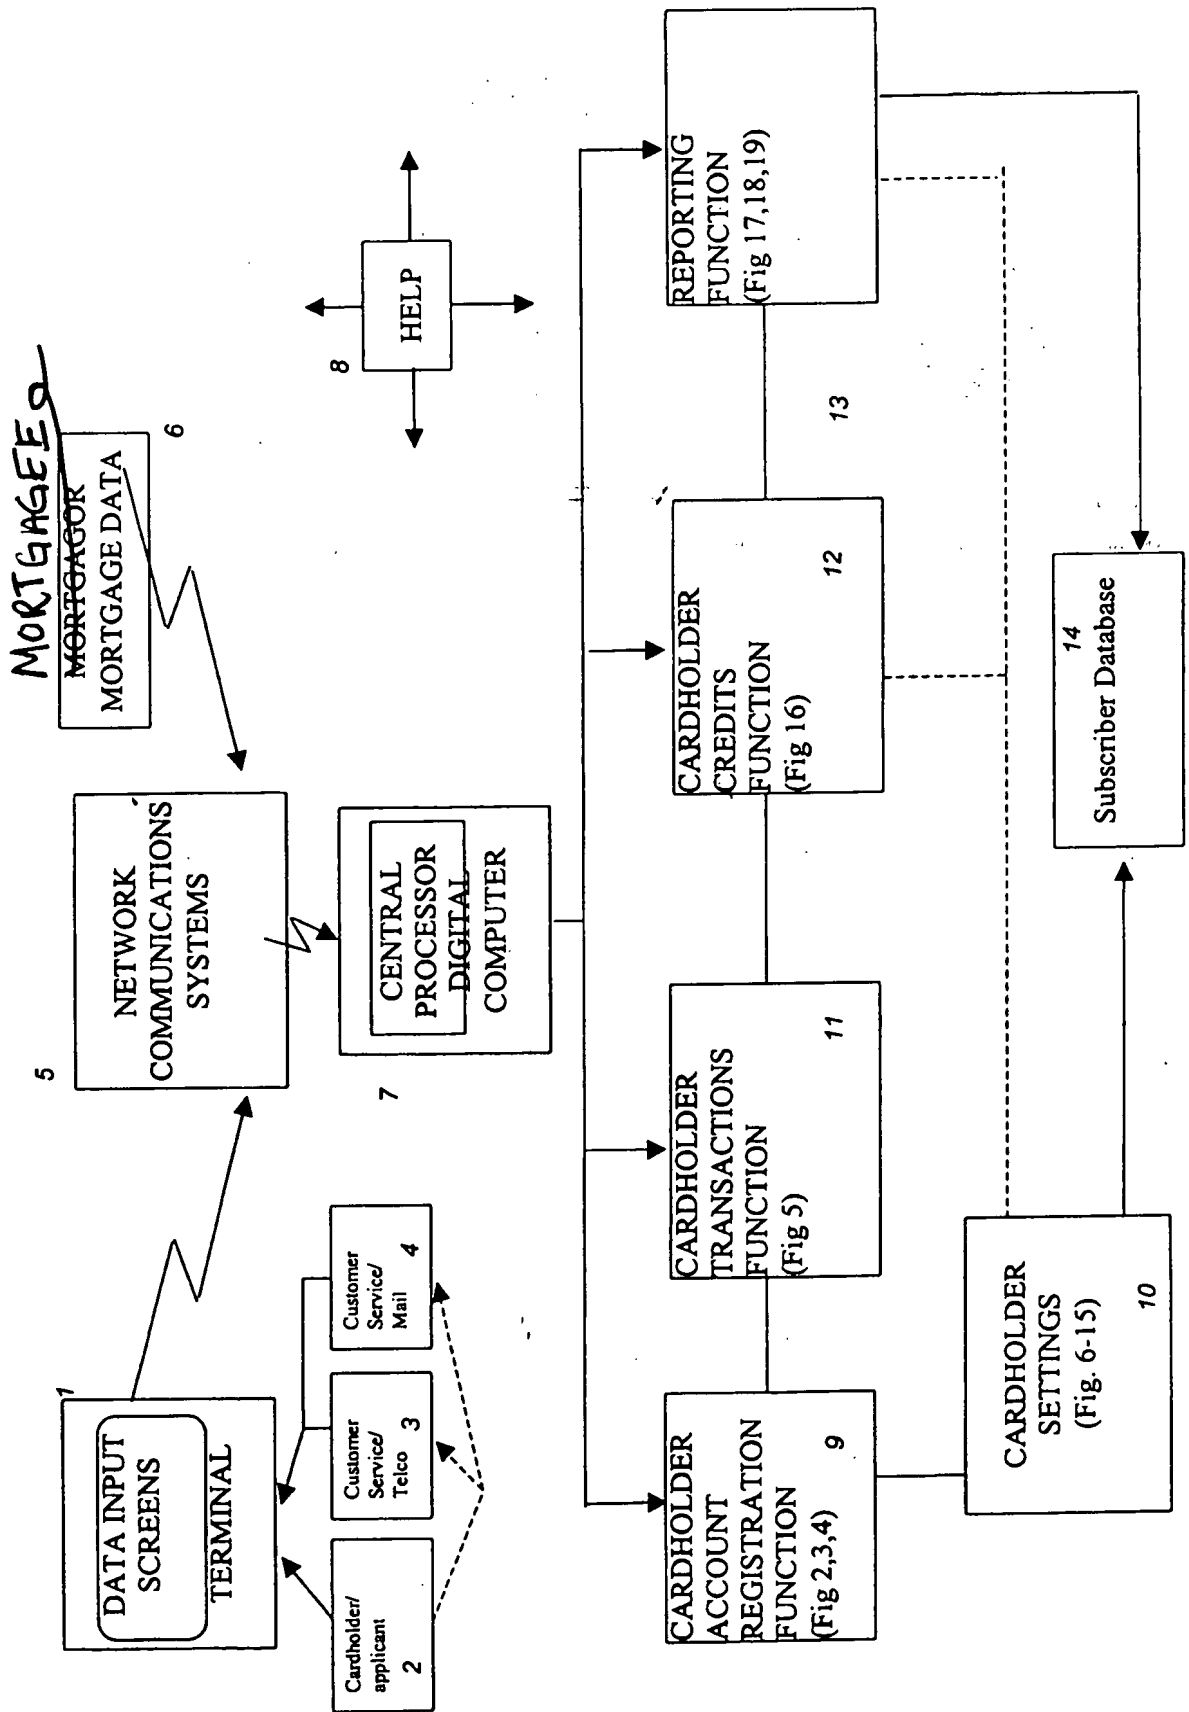 MORTGAGEE
MORTGAGOR
MORTGAGE DATA
6
1
DATA INPUT
SCREENS
TERMINAL
5
NETWORK
COMMUNICATIONS
SYSTEMS
Cardholder/
applicant
2
Customer
Service/
Telco
3
Customer
Service/
Mail
4
7
CENTRAL
PROCESSOR
DIGITAL
COMPUTER
8
HELP
CARDHOLDER
ACCOUNT
REGISTRATION
FUNCTION
(Fig 2,3,4)
9
CARDHOLDER
TRANSACTIONS
FUNCTION
(Fig 5)
11
CARDHOLDER
CREDITS
FUNCTION
(Fig 16)
12
REPORTING
FUNCTION
(Fig 17,18,19)
13
CARDHOLDER
SETTINGS
(Fig. 6-15)
10
14
Subscriber Database